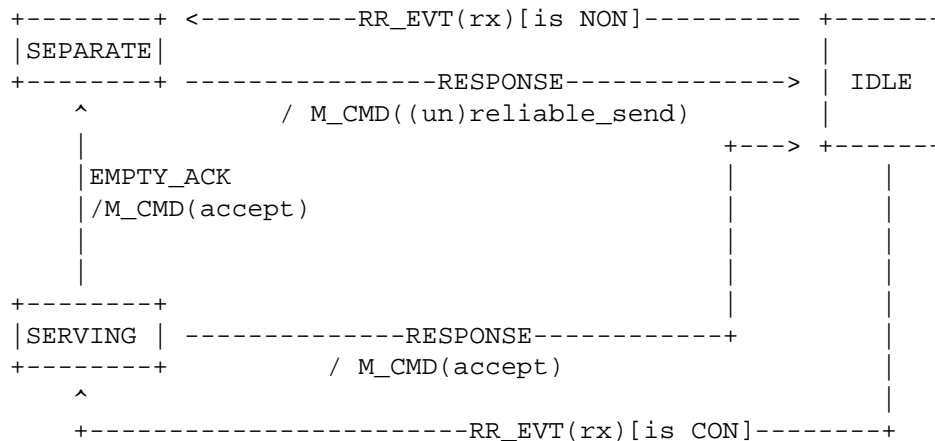 +--------+ <----------RR_EVT(rx)[is NON]---------- +-------
|SEPARATE|                                         |
+--------+ ----------------RESPONSE--------------> |  IDLE
    ^            / M_CMD((un)reliable_send)        |
    |                                        +---> +-------
    |EMPTY_ACK                               |         |
    |/M_CMD(accept)                          |         |
    |                                        |         |
    |                                        |         |
+--------+                                   |         |
|SERVING | --------------RESPONSE------------+         |
+--------+          / M_CMD(accept)                    |
    ^                                                  |
    +------------------------RR_EVT(rx)[is CON]--------+